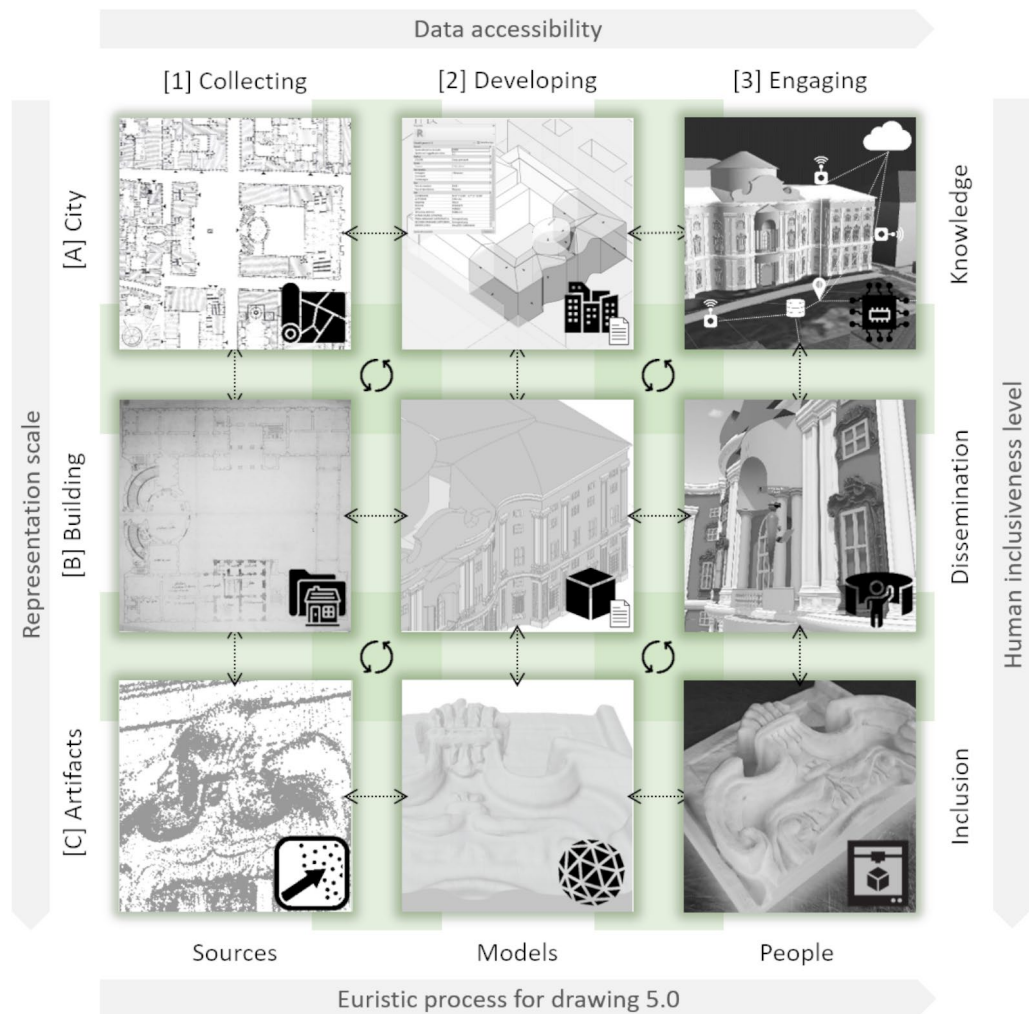 Data accessibility
[1] Collecting
[2] Developing
[3] Engaging
[A] City
[B] Building
[C] Artifacts
Representation scale
Knowledge
Dissemination
Inclusion
Human inclusiveness level
R
Sources
Models
People
Euristic process for drawing 5.0